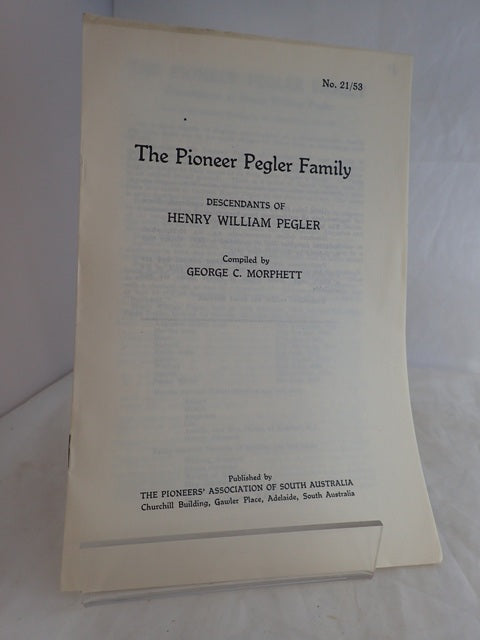 No. 21/53
The Pioneer Pegler Family
DESCENDANTS OF
HENRY WILLIAM PEGLER
Compiled by
GEORGE C. MORPHETT
Published by
THE PIONEERS' ASSOCIATION OF SOUTH AUSTRALIA
Churchill Building, Gawler Place, Adelaide, South Australia